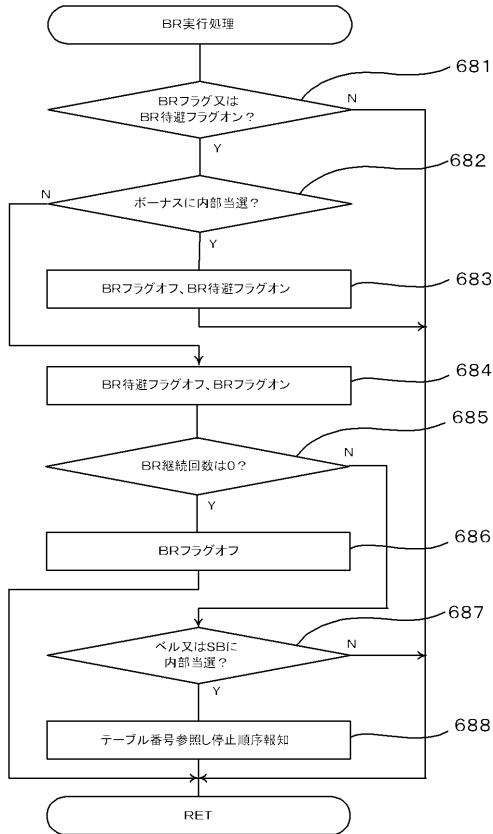 BR実行処理
681
BRフラグ又は
BR待避フラグオン？
N
Y
682
N
ボーナスに内部当選？
Y
683
BRフラグオフ、BR待避フラグオン
684
BR待避フラグオフ、BRフラグオン
685
BR継続回数は0？
N
Y
686
BRフラグオフ
687
ベル又はSBに
内部当選？
N
Y
688
テーブル番号参照し停止順序報知
RET